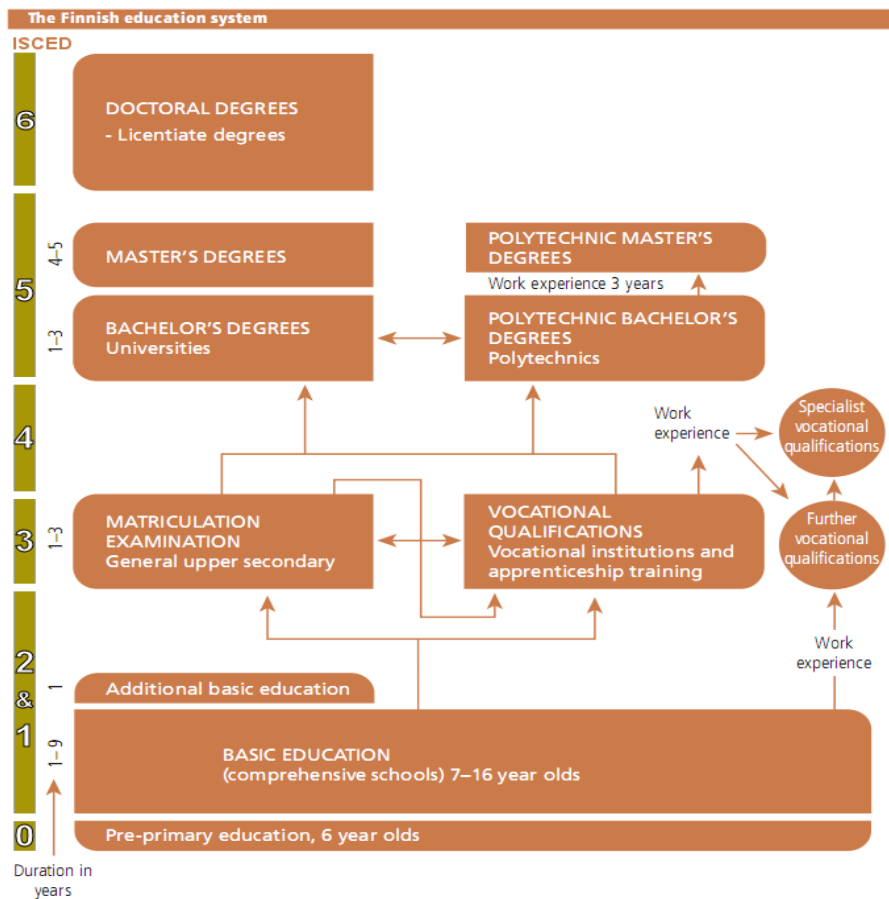 The Finnish education system
ISCED
6
DOCTORAL DEGREES
- Licentiate degrees
5
4–5
MASTER'S DEGREES
POLYTECHNIC MASTER'S
DEGREES
Work experience 3 years
1–3
BACHELOR'S DEGREES
Universities
POLYTECHNIC BACHELOR'S
DEGREES
Polytechnics
4
Work
experience
Specialist
vocational
qualifications
3
1–3
MATRICULATION
EXAMINATION
General upper secondary
VOCATIONAL
QUALIFICATIONS
Vocational institutions and
apprenticeship training
Further
vocational
qualifications
Work
experience
2
&
1
1
Additional basic education
1–9
BASIC EDUCATION
(comprehensive schools) 7–16 year olds
0
Pre-primary education, 6 year olds
Duration in
years